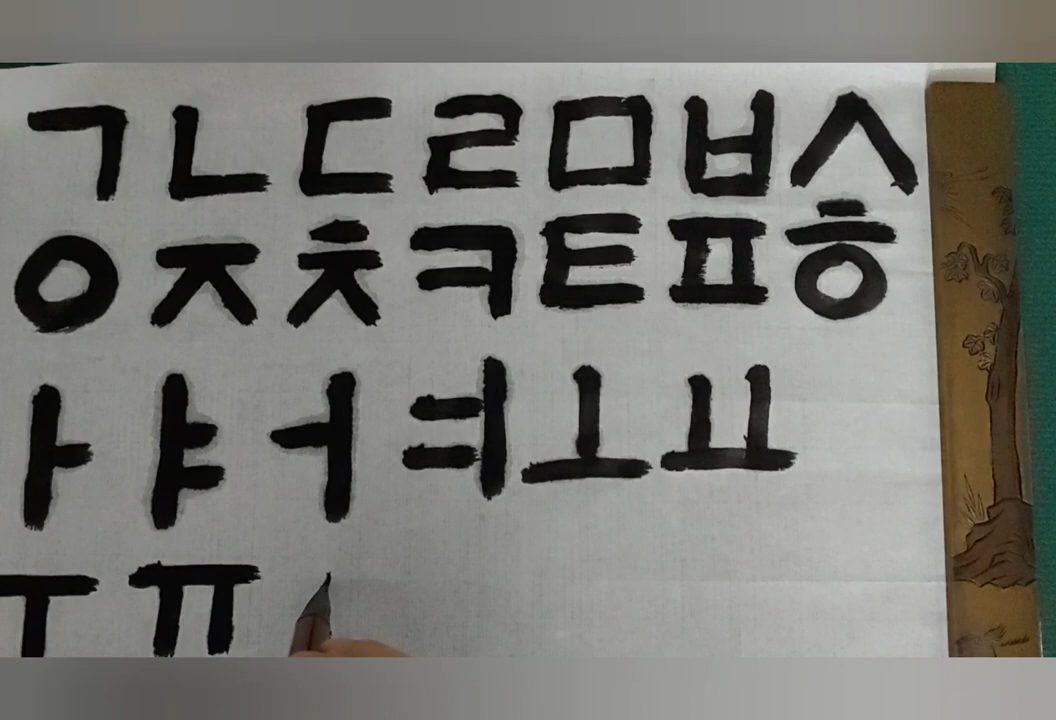 ㄱㄴㄷㄹㅁㅂㅅ
ㅇㅈㅊㅋㅌㅍㅎ
ㅏㅑㅓㅕㅗㅛ
ㅜㅠ